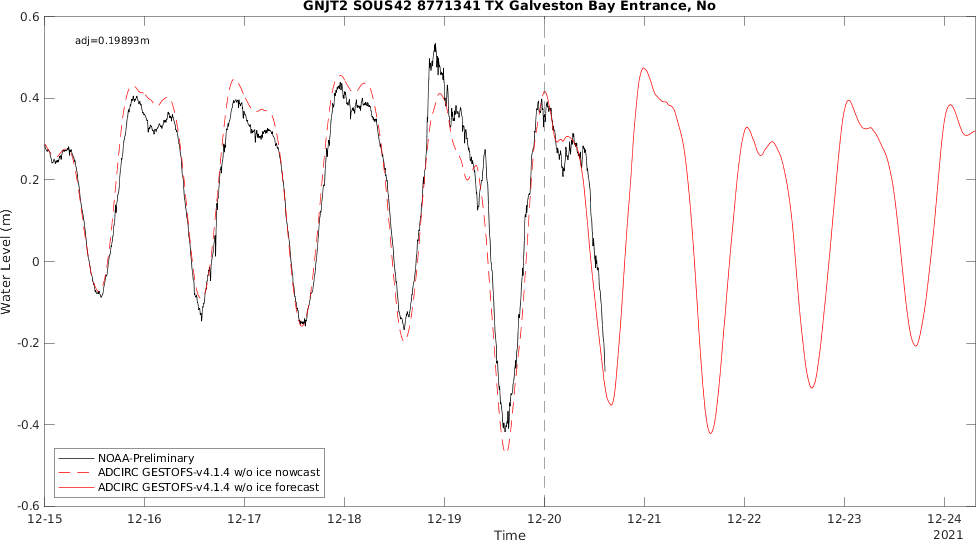 GNJT2 SOUS42 8771341 TX Galveston Bay Entrance, No
adj=0.19893m
0.6
0.4
0.2
0
-0.2
-0.4
-0.6
Water Level (m)
NOAA-Preliminary
ADCIRC GESTOFS-v4.1.4 w/o ice nowcast
ADCIRC GESTOFS-v4.1.4 w/o ice forecast
12-15 12-16 12-17 12-18 12-19 12-20 12-21 12-22 12-23 12-24
Time
2021